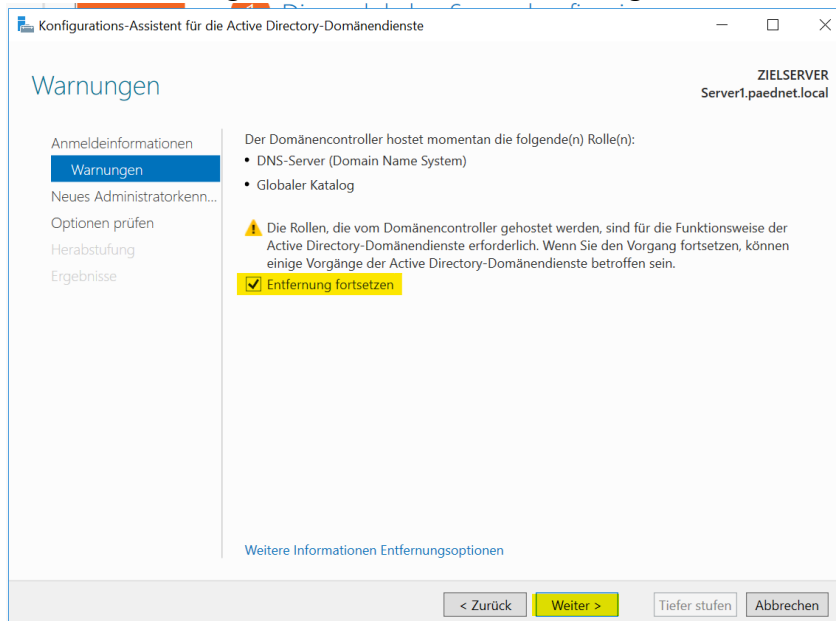 Konfigurations-Assistent für die Active Directory-Domänendienste
Warnungen
ZIELSERVER
Server1.paednet.local
Anmeldeinformationen
Warnungen
Neues Administratorkenn...
Optionen prüfen
Herabstufung
Ergebnisse
Der Domänencontroller hostet momentan die folgende(n) Rolle(n):
• DNS-Server (Domain Name System)
• Globaler Katalog
Die Rollen, die vom Domänencontroller gehostet werden, sind für die Funktionsweise der
Active Directory-Domänendienste erforderlich. Wenn Sie den Vorgang fortsetzen, können
einige Vorgänge der Active Directory-Domänendienste betroffen sein.
Entfernung fortsetzen
Weitere Informationen Entfernungsoptionen
< Zurück
Weiter >
Tiefer stufen
Abbrechen